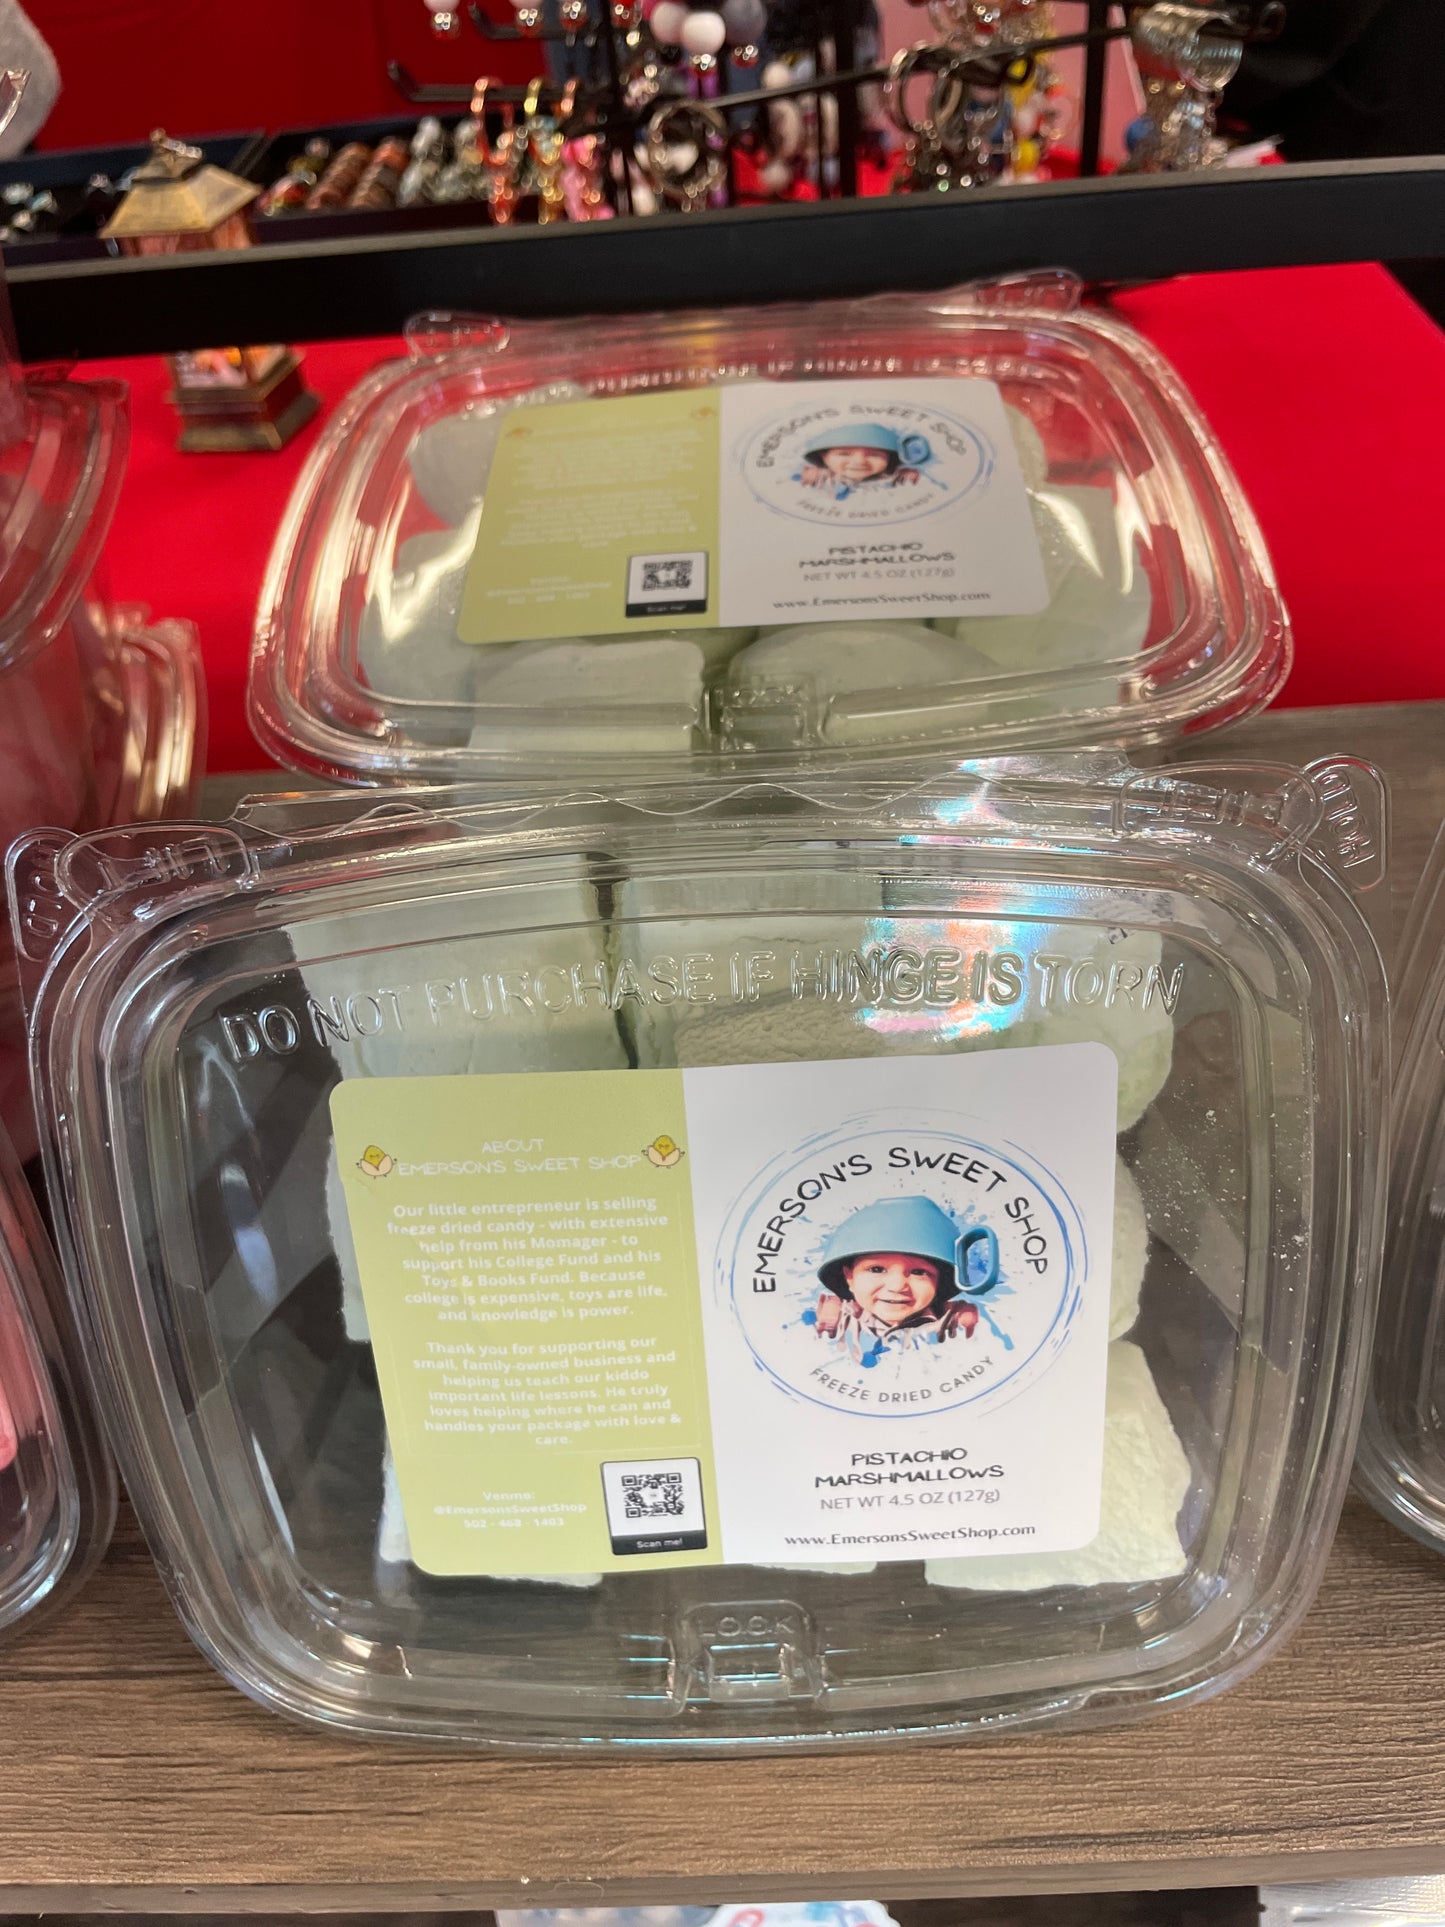 EMERSON'S SWEET SHOP
FREEZE DRIED CANDY
PISTACHIO
MARSHMALLOWS
NET WT 4.5 OZ (127g)
www.EmersonsSweetShop.com
Scan me!
LOCK
LIFT
DO NOT PURCHASE IF HINGE IS TORN
ABOUT
EMERSON'S SWEET SHOP
Our little entrepreneur is selling
freeze dried candy - with extensive
help from his Momager - to
support his College Fund and his
Toys & Books Fund. Because
college is expensive, toys are life,
and knowledge is power.
Thank you for supporting our
small, family-owned business and
helping us teach our kiddo
important life lessons. He truly
loves helping where he can and
handles your package with love &
care.
Venmo:
@EmersonsSweetShop
502 - 468 - 1403
Scan me!
EMERSON'S SWEET SHOP
FREEZE DRIED CANDY
PISTACHIO
MARSHMALLOWS
NET WT 4.5 OZ (127g)
www.EmersonsSweetShop.com
LOCK